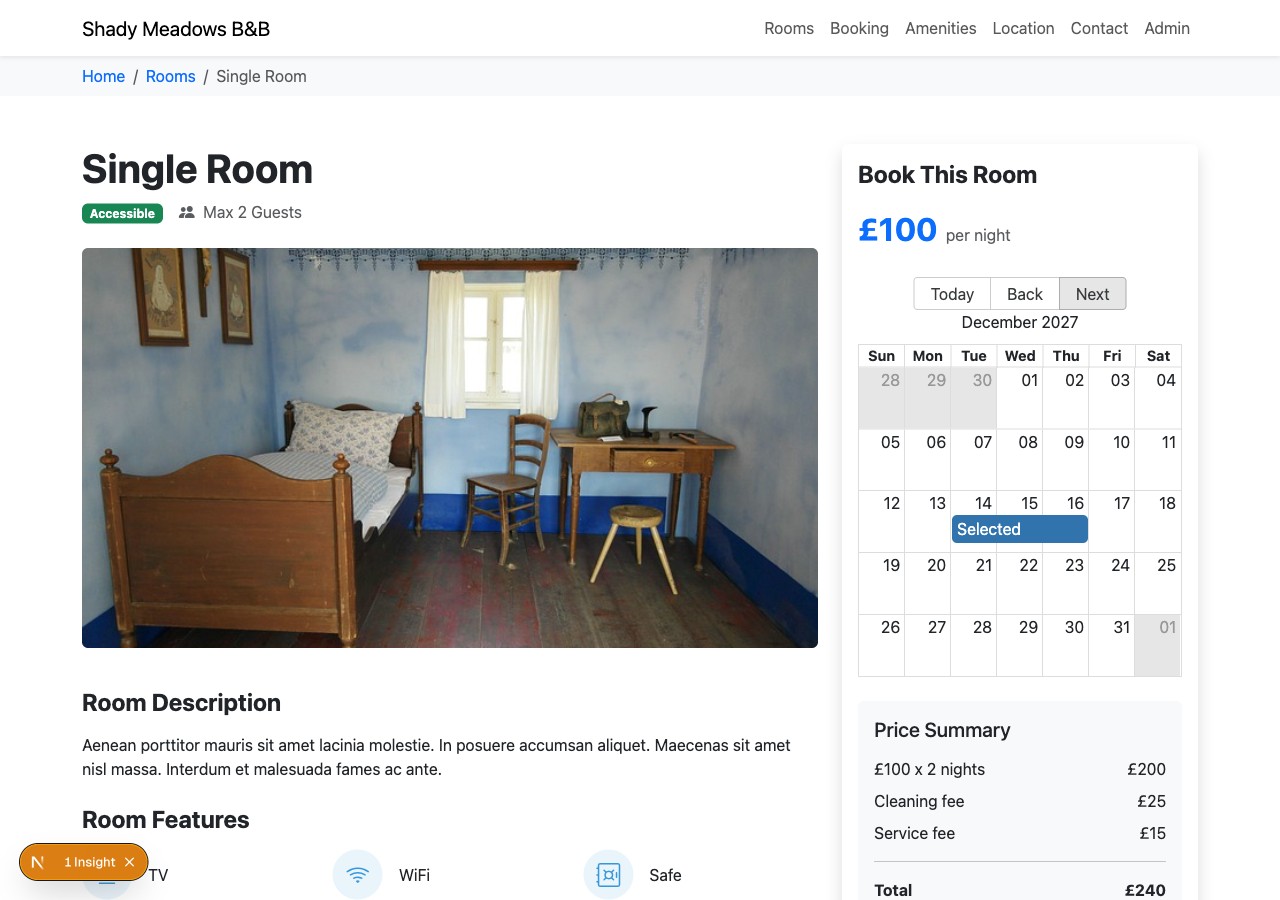 Shady Meadows B&B
Rooms Booking Amenities Location Contact Admin
Home / Rooms / Single Room
Single Room
Accessible Max 2 Guests
Book This Room
£100 per night
Today Back Next
December 2027
Sun Mon Tue Wed Thu Fri Sat
28 29 30 01 02 03 04
05 06 07 08 09 10 11
12 13 14 15 16 17 18
Selected
19 20 21 22 23 24 25
26 27 28 29 30 31 01
Room Description
Aenean porttitor mauris sit amet lacinia molestie. In posuere accumsan aliquet. Maecenas sit amet
nisl massa. Interdum et malesuada fames ac ante.
Room Features
TV WiFi Safe
N 1 Insight
Price Summary
£100 x 2 nights £200
Cleaning fee £25
Service fee £15
Total £240